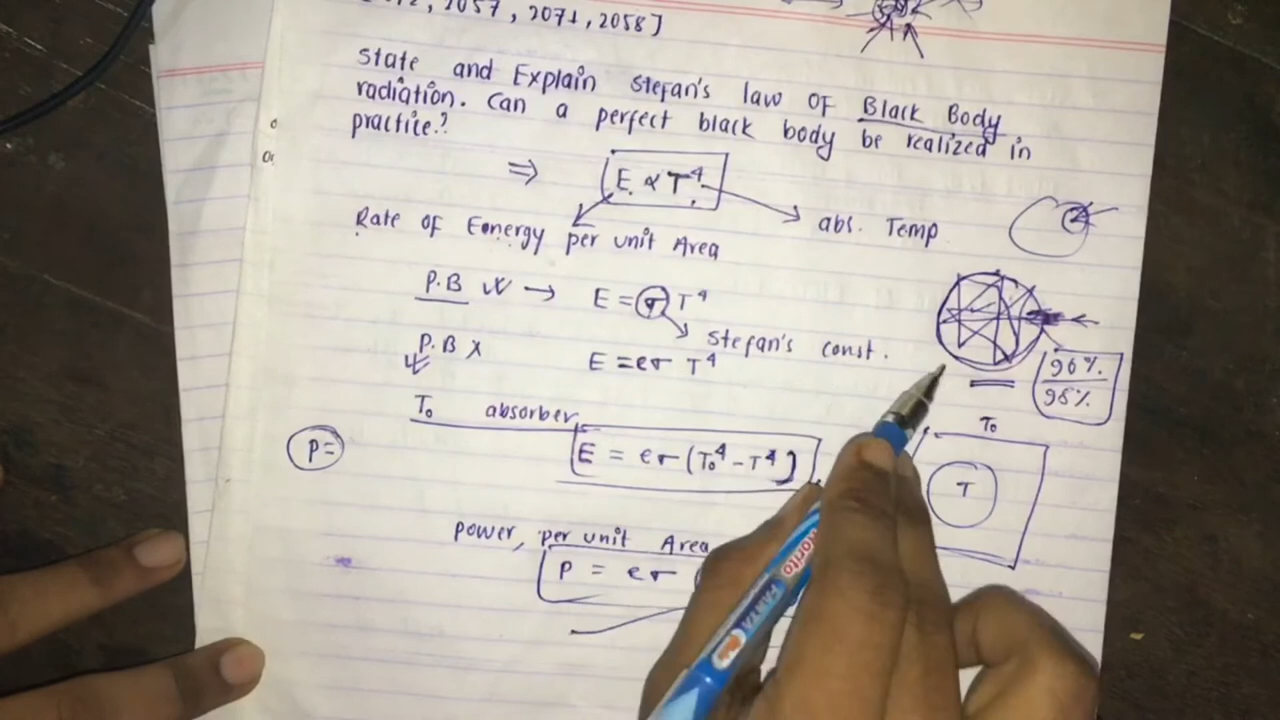 2, 2057, 2071, 2058]
State and Explain Stefan's law OF Black Body
radiation. Can a perfect black body be realized in
practice.?
⇒ E ∝ T⁴
abs. Temp
Rate of Eonergy per unit Area
P.B → E = σ T⁴
Stefan's const.
P.B X E = eσ T⁴
96%
98%
T₀ absorber
T₀
P=
E = eσ (T₀⁴ - T⁴)
T
power, per unit Area
P = eσ